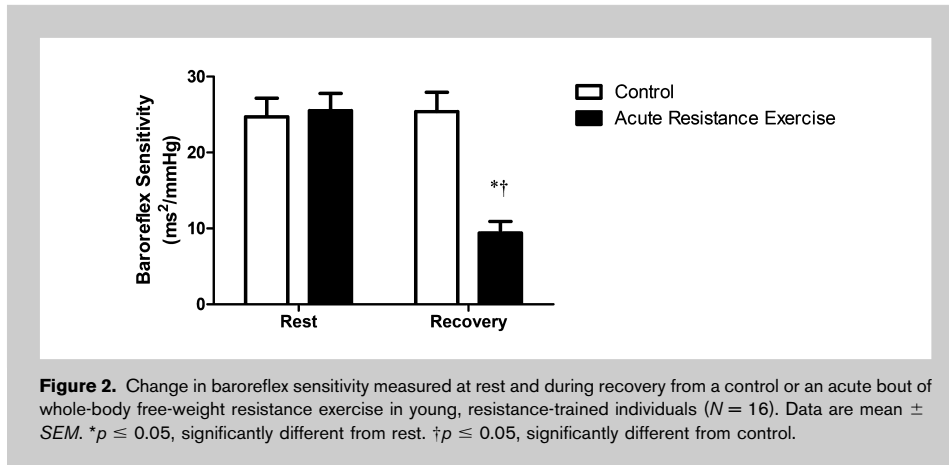 30
20
10
0
Baroreflex Sensitivity
(ms²/mmHg)
*†
Rest
Recovery
Control
Acute Resistance Exercise
Figure 2. Change in baroreflex sensitivity measured at rest and during recovery from a control or an acute bout of
whole-body free-weight resistance exercise in young, resistance-trained individuals (N = 16). Data are mean ±
SEM. *p ≤ 0.05, significantly different from rest. †p ≤ 0.05, significantly different from control.